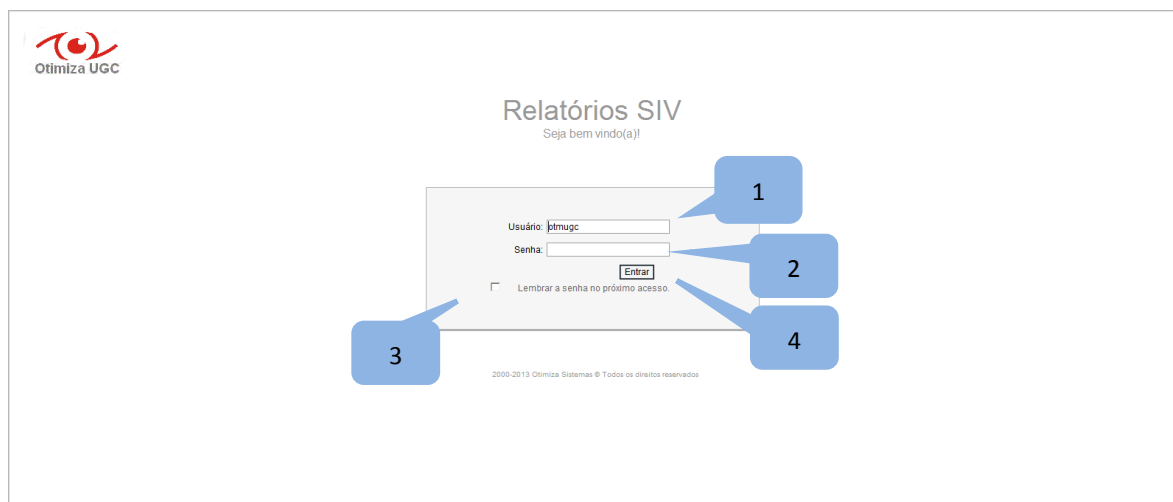 Otimiza UGC
Relatórios SIV
Seja bem vindo(a)!
1
Usuário: otmugc
Senha:
2
Entrar
Lembrar a senha no próximo acesso.
3
4
2000-2013 Otimiza Sistemas ® Todos os direitos reservados